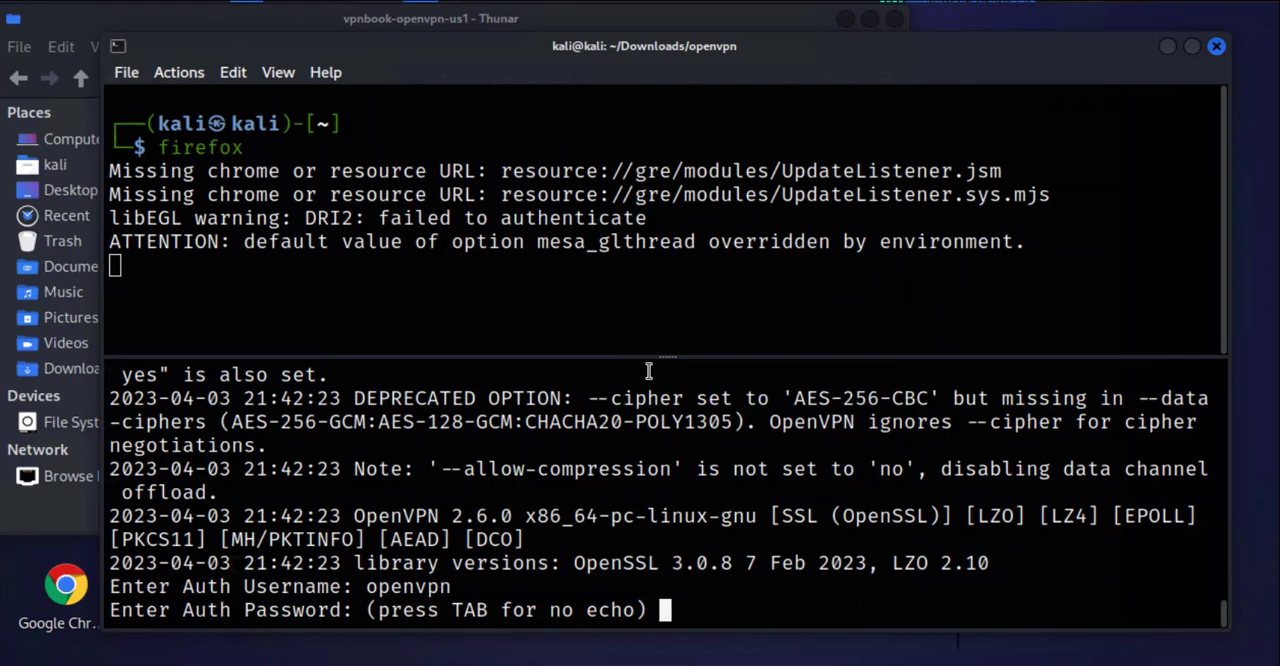 vpnbook-openvpn-us1 - Thunar
File Edit V
kali@kali: ~/Downloads/openvpn
File Actions Edit View Help
Places
Compute
kali
Desktop
Recent
Trash
Docume
Music
Pictures
Videos
Downloa
Devices
File Syst
Network
Browse
Google Chr...
┌──(kali㉿kali)-[~]
└─$ firefox
Missing chrome or resource URL: resource://gre/modules/UpdateListener.jsm
Missing chrome or resource URL: resource://gre/modules/UpdateListener.sys.mjs
libEGL warning: DRI2: failed to authenticate
ATTENTION: default value of option mesa_glthread overridden by environment.
yes" is also set.
2023-04-03 21:42:23 DEPRECATED OPTION: --cipher set to 'AES-256-CBC' but missing in --data
-ciphers (AES-256-GCM:AES-128-GCM:CHACHA20-POLY1305). OpenVPN ignores --cipher for cipher
negotiations.
2023-04-03 21:42:23 Note: '--allow-compression' is not set to 'no', disabling data channel
offload.
2023-04-03 21:42:23 OpenVPN 2.6.0 x86_64-pc-linux-gnu [SSL (OpenSSL)] [LZO] [LZ4] [EPOLL]
[PKCS11] [MH/PKTINFO] [AEAD] [DCO]
2023-04-03 21:42:23 library versions: OpenSSL 3.0.8 7 Feb 2023, LZO 2.10
Enter Auth Username: openvpn
Enter Auth Password: (press TAB for no echo)